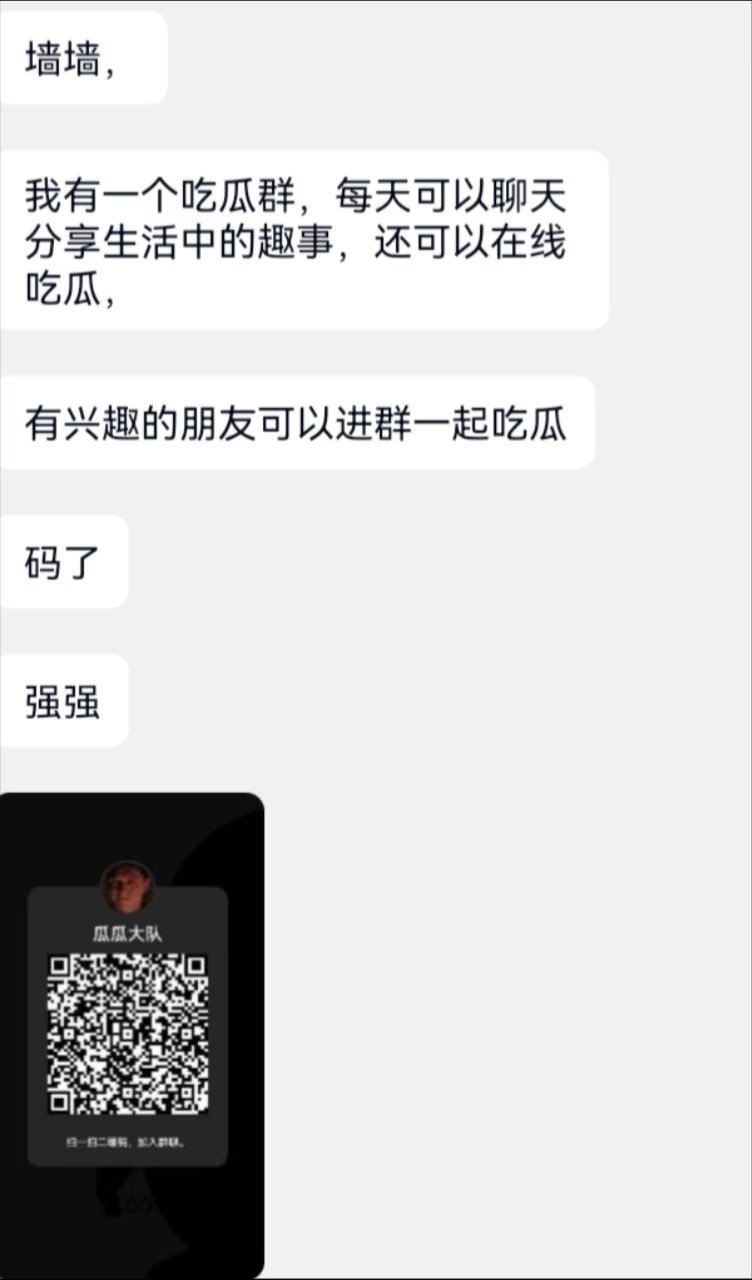 墙墙，
我有一个吃瓜群，每天可以聊天
分享生活中的趣事，还可以在线
吃瓜，
有兴趣的朋友可以进群一起吃瓜
码了
强强
瓜瓜大队
扫一扫二维码，加入群聊。